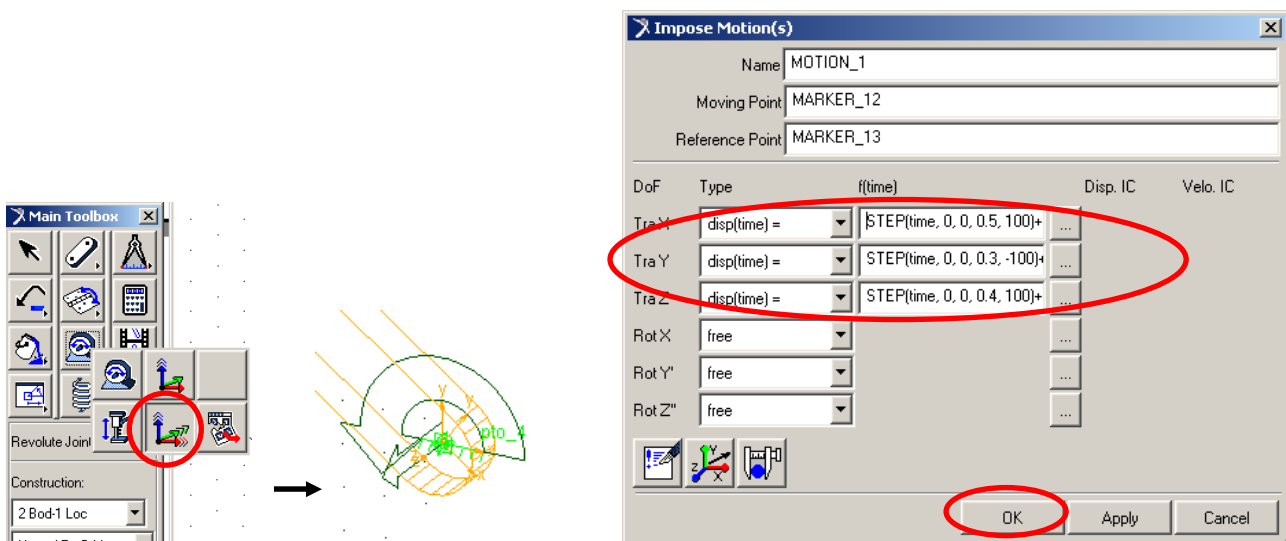 Main Toolbox
Revolute Joint
Construction:
2 Bod-1 Loc
pto_4
y
x
Impose Motion(s)
Name MOTION_1
Moving Point MARKER_12
Reference Point MARKER_13
DoF Type f(time) Disp. IC Velo. IC
Tra X disp(time) = STEP(time, 0, 0, 0.5, 100)+ ...
Tra Y disp(time) = STEP(time, 0, 0, 0.3, -100)+ ...
Tra Z disp(time) = STEP(time, 0, 0, 0.4, 100)+ ...
Rot X free ...
Rot Y' free ...
Rot Z'' free ...
z Y x
OK Apply Cancel